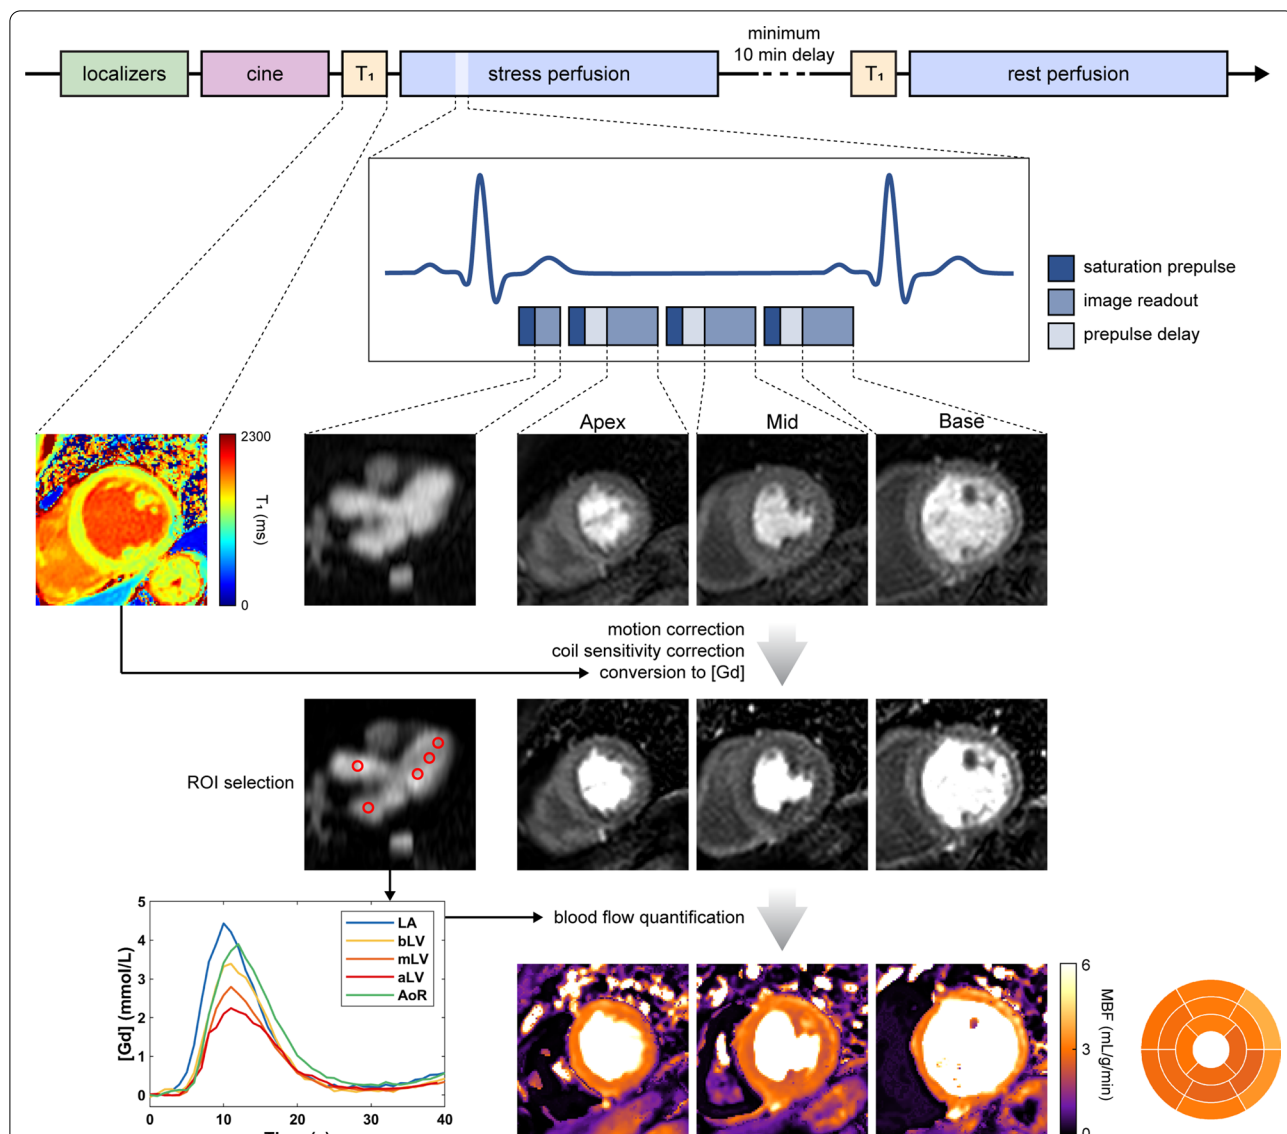 minimum
10 min delay
localizers
cine
T₁
stress perfusion
T₁
rest perfusion
saturation prepulse
image readout
prepulse delay
Apex
Mid
Base
2300
T₁ (ms)
0
motion correction
coil sensitivity correction
conversion to [Gd]
ROI selection
blood flow quantification
5
4
3
2
1
0
[Gd] (mmol/L)
LA
bLV
mLV
aLV
AoR
0
10
20
30
40
6
3
MBF (mL/g/min)